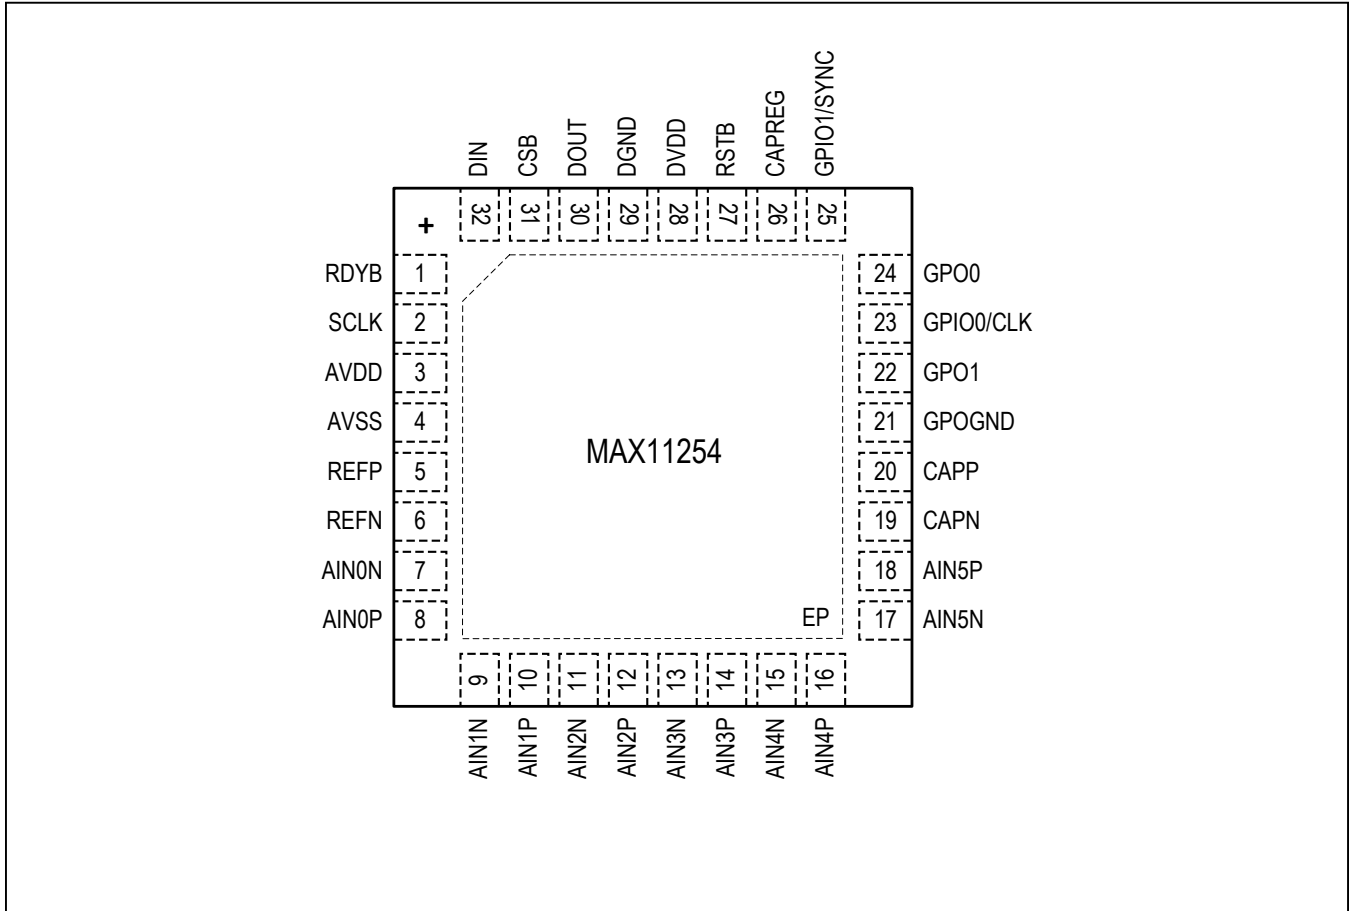 DIN CSB DOUT DGND DVDD RSTB CAPREG GPIO1/SYNC
+ 32 31 30 29 28 27 26 25
RDYB 1 24 GPO0
SCLK 2 23 GPIO0/CLK
AVDD 3 22 GPO1
AVSS 4 21 GPOGND
MAX11254
REFP 5 20 CAPP
REFN 6 19 CAPN
AIN0N 7 18 AIN5P
AIN0P 8 EP 17 AIN5N
9 10 11 12 13 14 15 16
AIN1N AIN1P AIN2N AIN2P AIN3N AIN3P AIN4N AIN4P